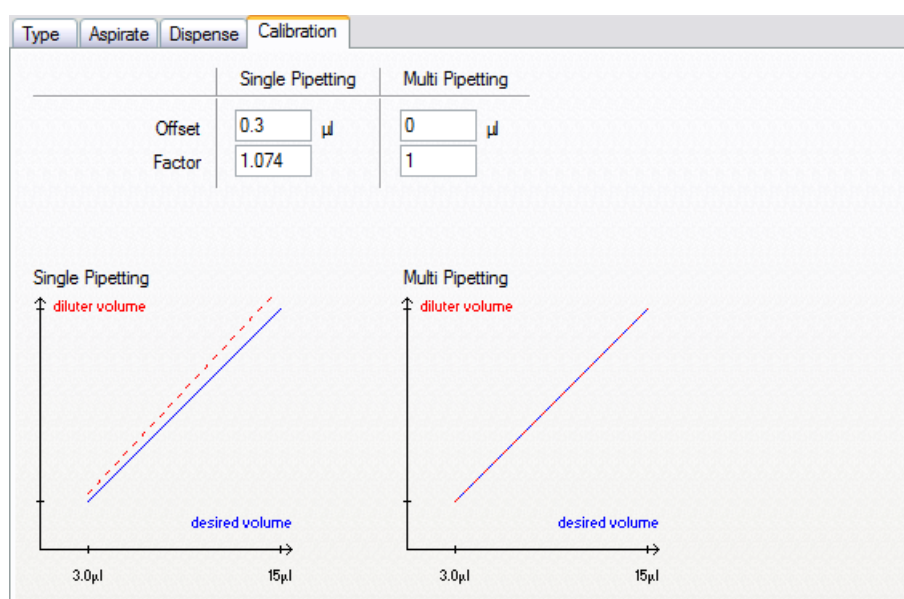 Type Aspirate Dispense Calibration
Single Pipetting Multi Pipetting
Offset 0.3 µl 0 µl
Factor 1.074 1
Single Pipetting Multi Pipetting
diluter volume diluter volume
desired volume desired volume
3.0µl 15µl 3.0µl 15µl